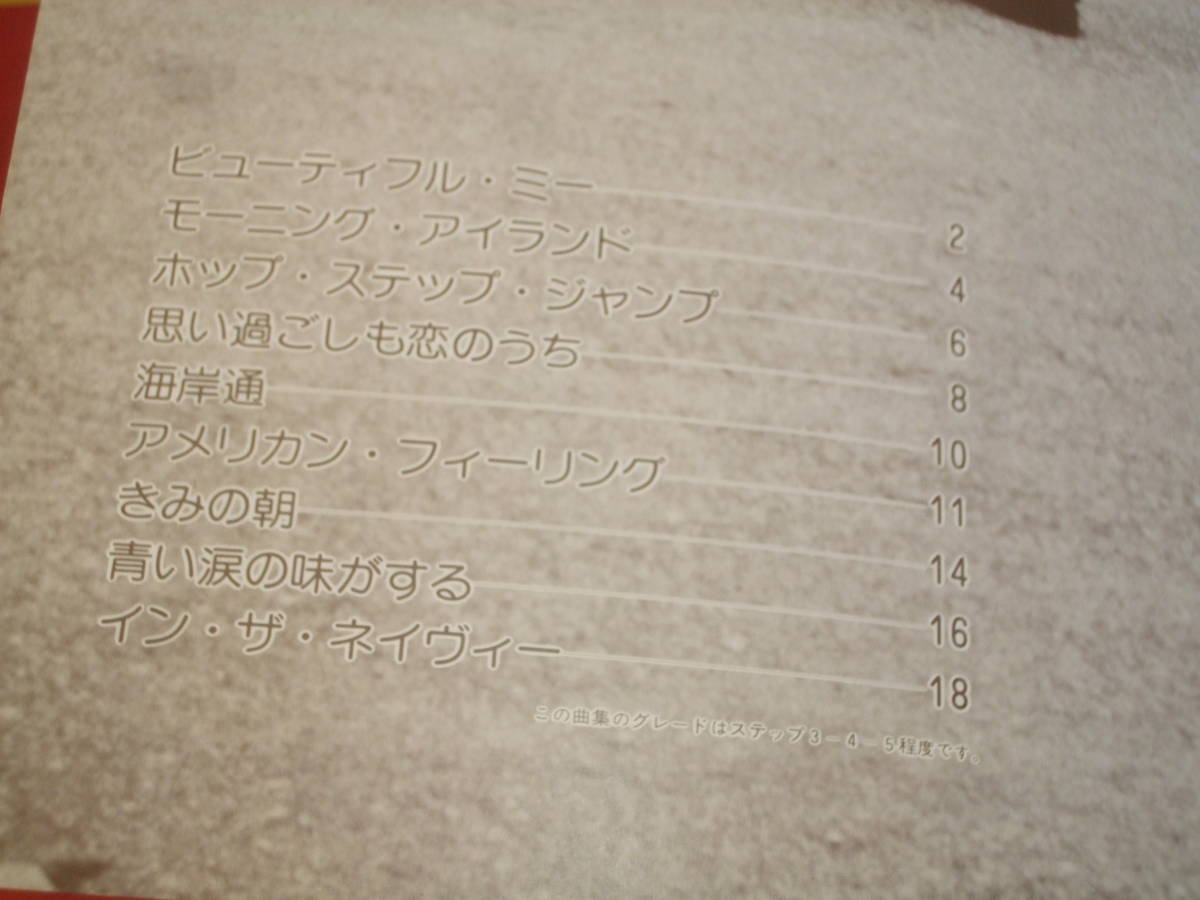 ビューティフル・ミー 2
モーニング・アイランド 4
ホップ・ステップ・ジャンプ 6
思い過ごしも恋のうち 8
海岸通 10
アメリカン・フィーリング 11
きみの朝 14
青い涙の味がする 16
イン・ザ・ネイヴィー 18
この曲集のグレードはステップ3-4-5程度です。